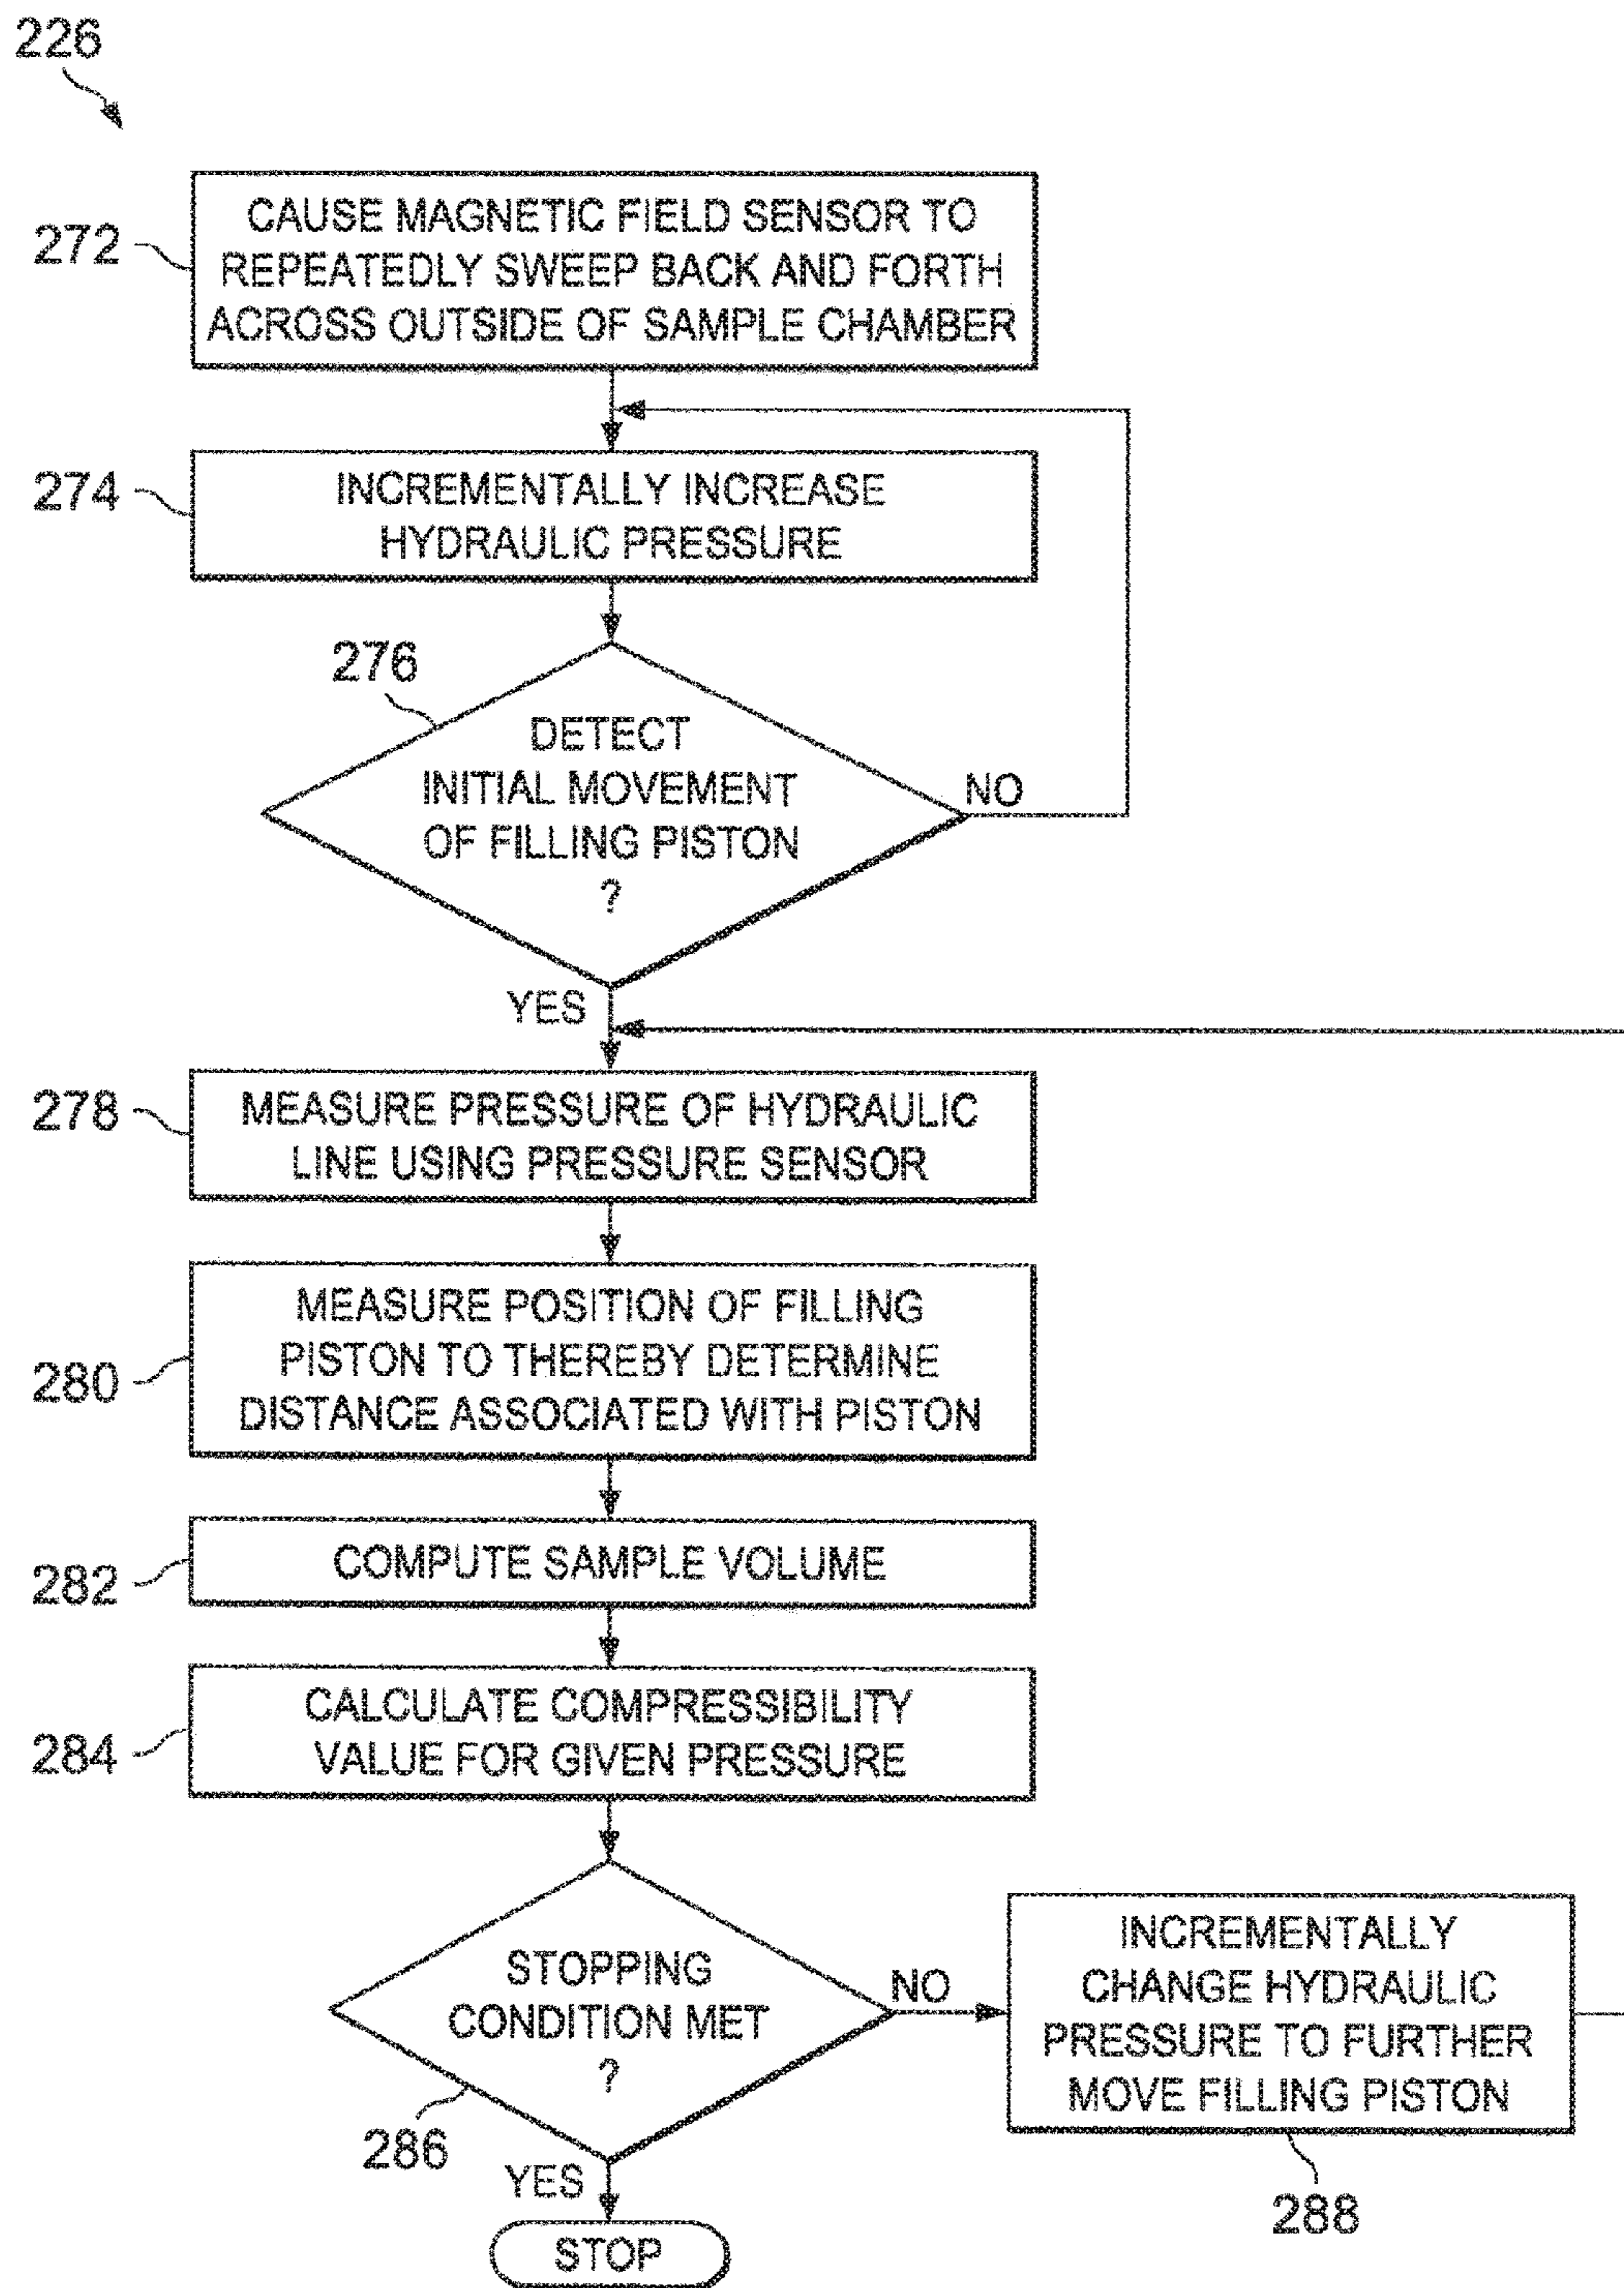 226
272
CAUSE MAGNETIC FIELD SENSOR TO
REPEATEDLY SWEEP BACK AND FORTH
ACROSS OUTSIDE OF SAMPLE CHAMBER
274
INCREMENTALLY INCREASE
HYDRAULIC PRESSURE
276
DETECT
INITIAL MOVEMENT
OF FILLING PISTON
?
NO
YES
278
MEASURE PRESSURE OF HYDRAULIC
LINE USING PRESSURE SENSOR
280
MEASURE POSITION OF FILLING
PISTON TO THEREBY DETERMINE
DISTANCE ASSOCIATED WITH PISTON
282
COMPUTE SAMPLE VOLUME
284
CALCULATE COMPRESSIBILITY
VALUE FOR GIVEN PRESSURE
286
STOPPING
CONDITION MET
?
NO
YES
INCREMENTALLY
CHANGE HYDRAULIC
PRESSURE TO FURTHER
MOVE FILLING PISTON
288
STOP